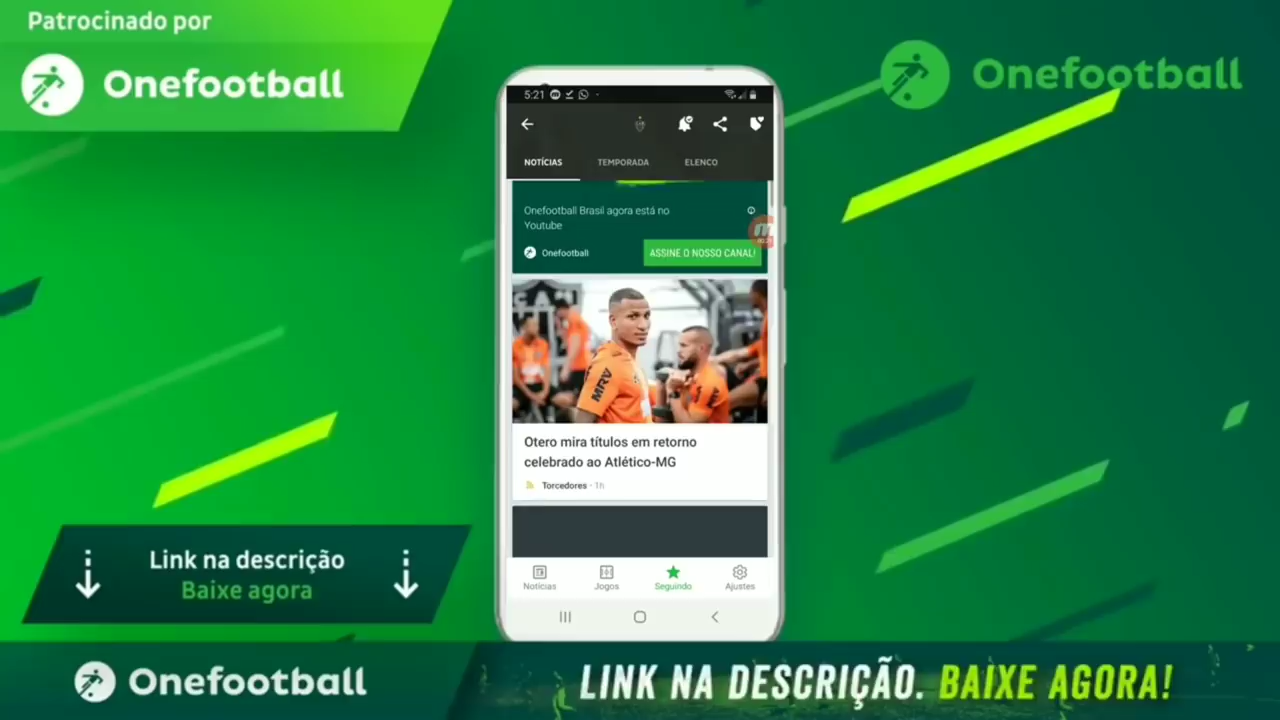 Patrocinado por
Onefootball
Onefootball
5:21
NOTÍCIAS
TEMPORADA
ELENCO
Onefootball Brasil agora está no
Youtube
Onefootball
ASSINE O NOSSO CANAL!
MRV
Otero mira títulos em retorno
celebrado ao Atlético-MG
Torcedores · 1h
Notícias
Jogos
Seguindo
Ajustes
Link na descrição
Baixe agora
Onefootball
LINK NA DESCRIÇÃO. BAIXE AGORA!